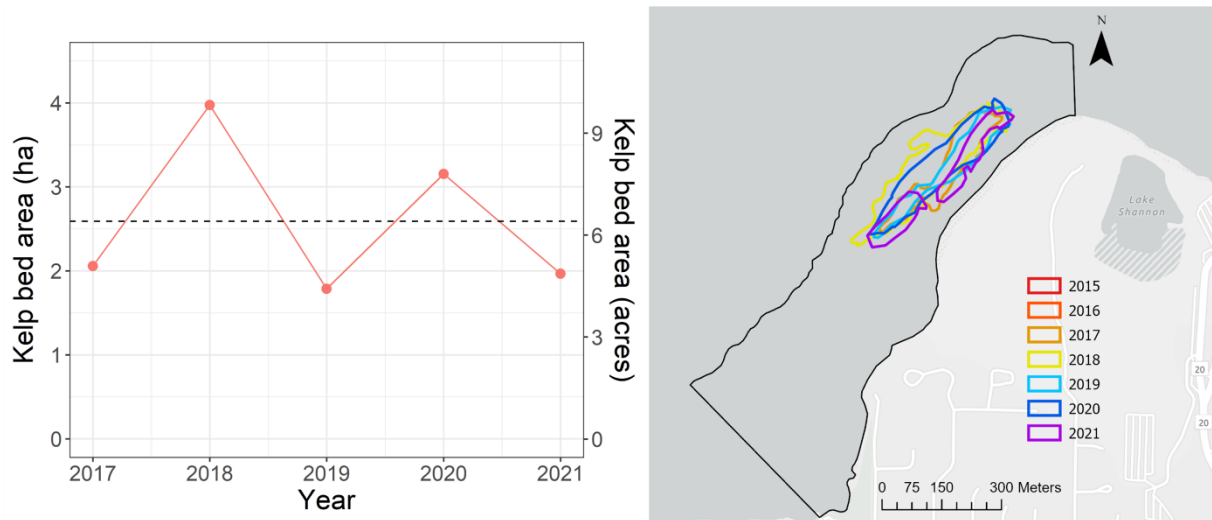 Kelp bed area (ha)
4
3
2
1
0
2017 2018 2019 2020 2021
Year
9
6
3
0
Kelp bed area (acres)
N
Lake
Shannon
2015
2016
2017
2018
2019
2020
2021
20
20
0 75 150 300 Meters